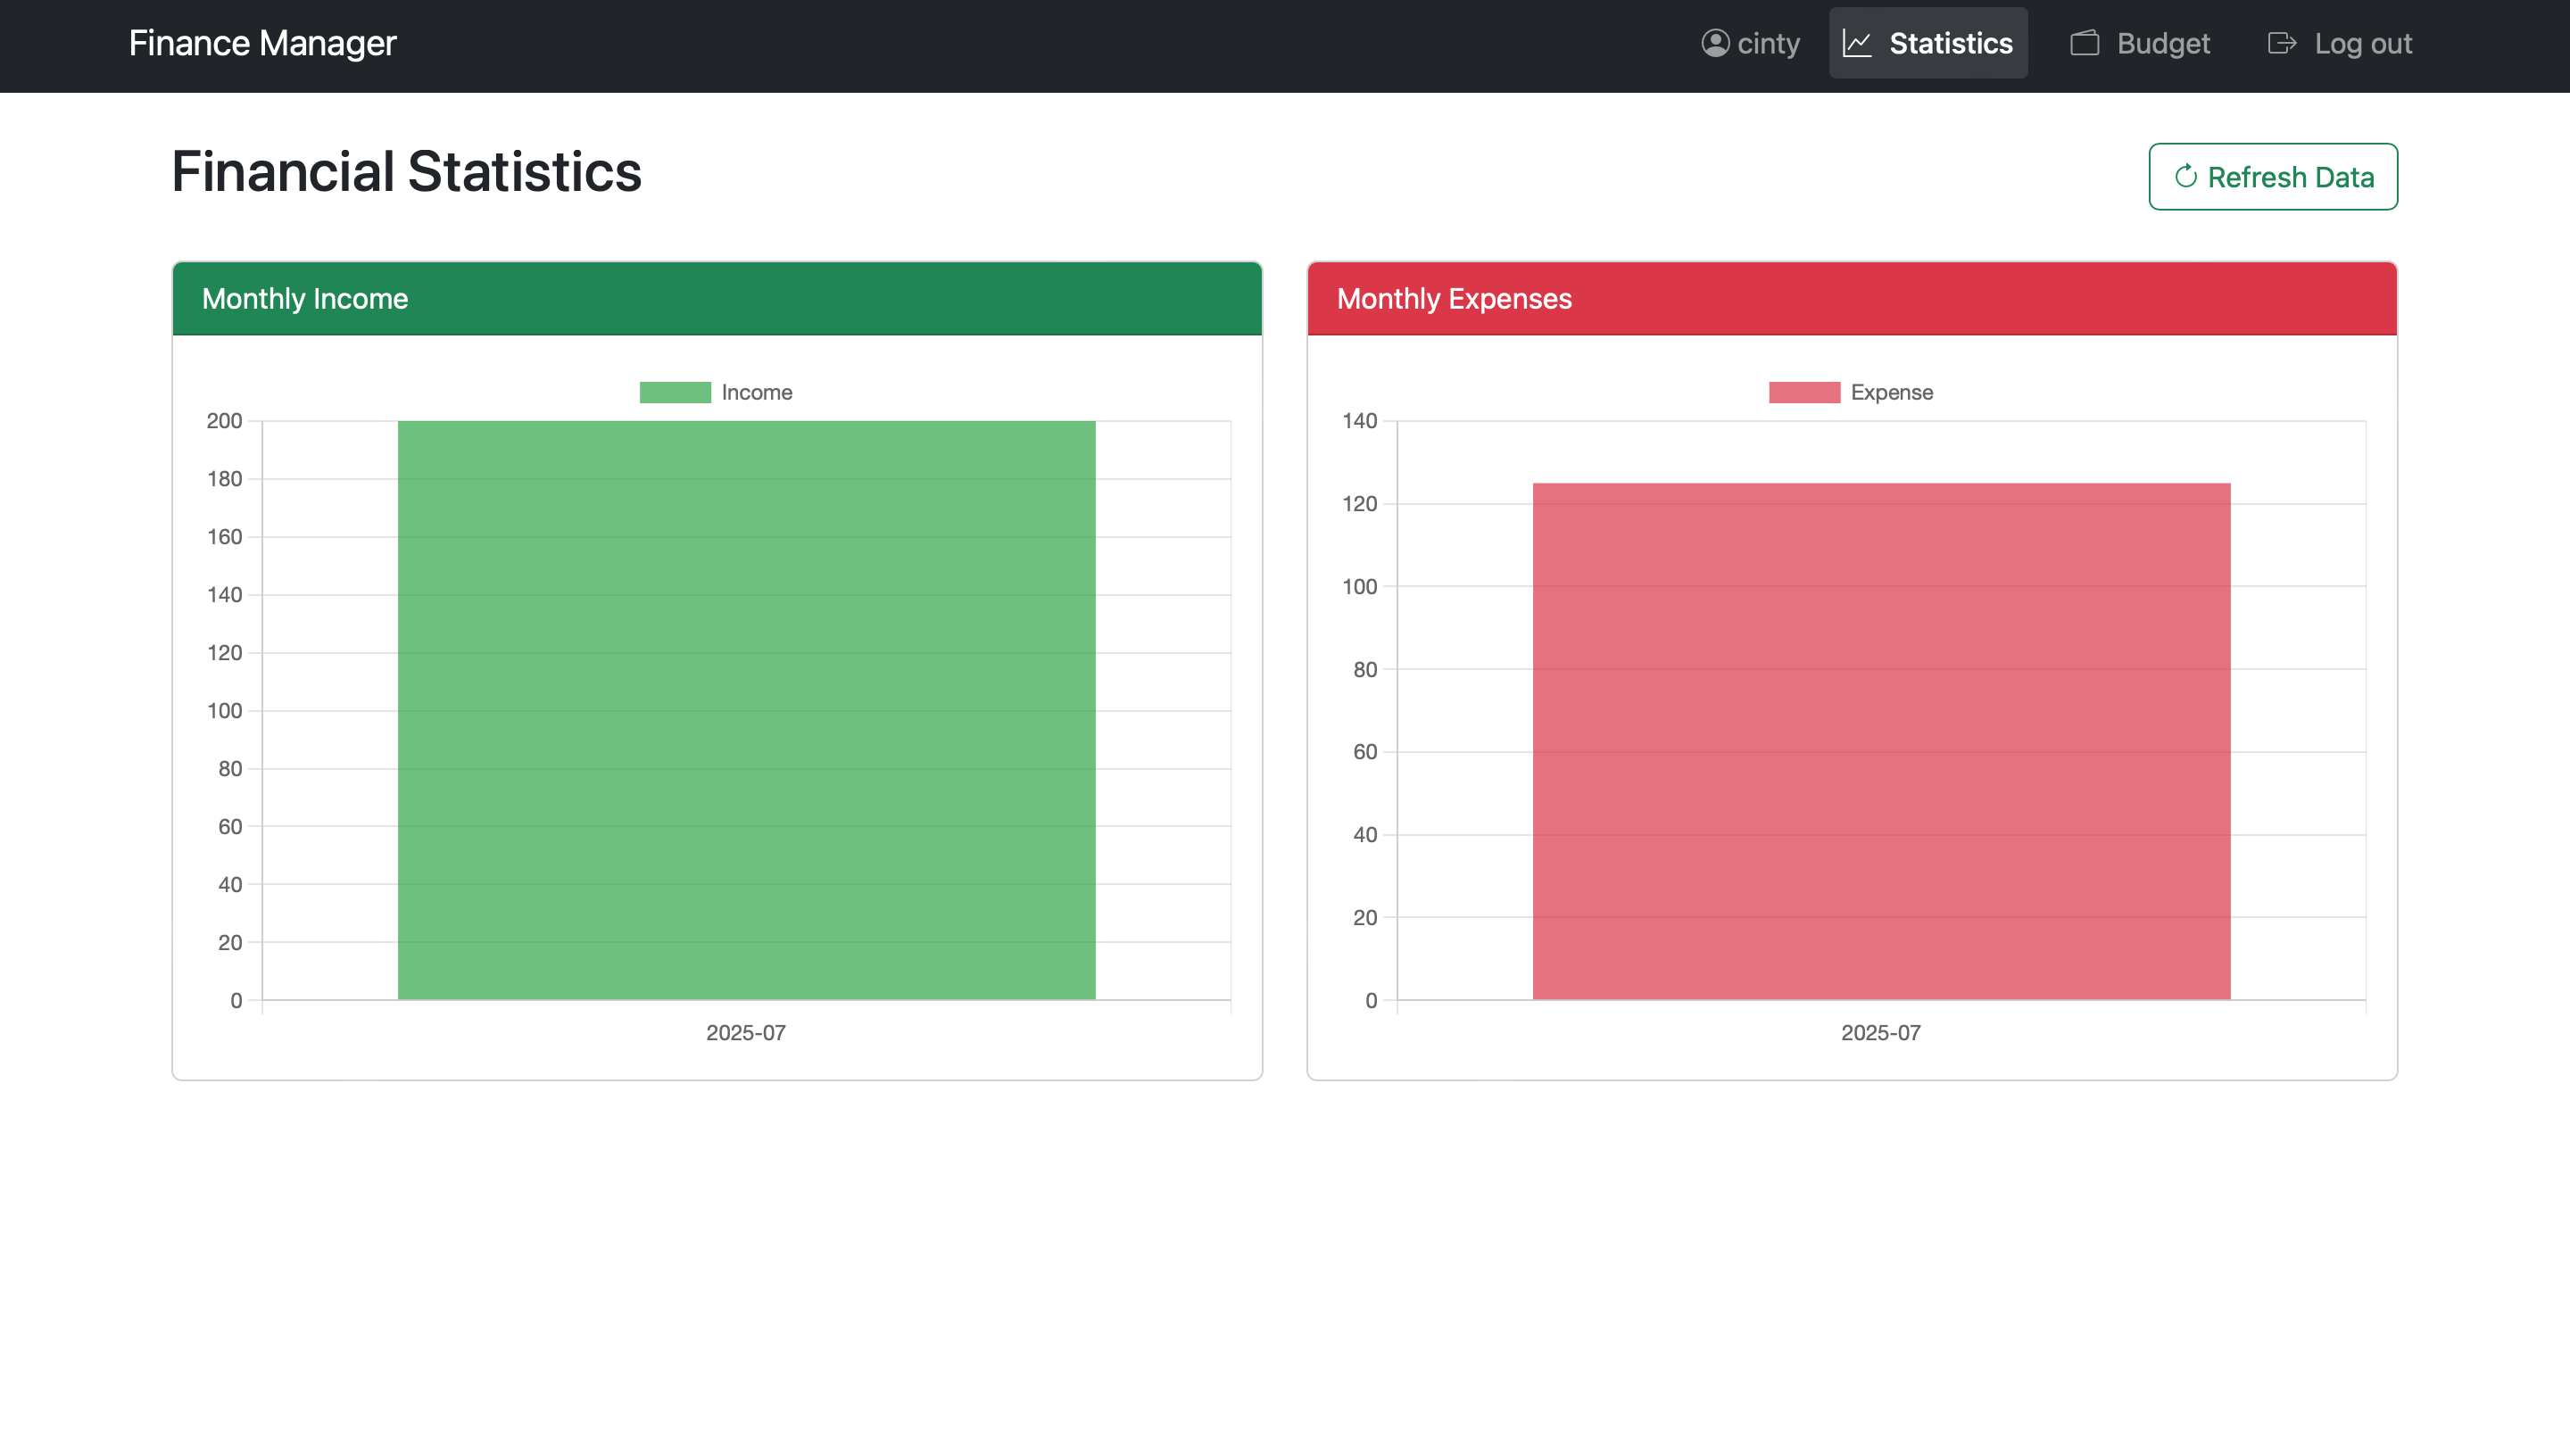 Finance Manager
cinty
Statistics
Budget
Log out
Financial Statistics
Refresh Data
Monthly Income
Income
200
180
160
140
120
100
80
60
40
20
0
2025-07
Monthly Expenses
Expense
140
120
100
80
60
40
20
0
2025-07